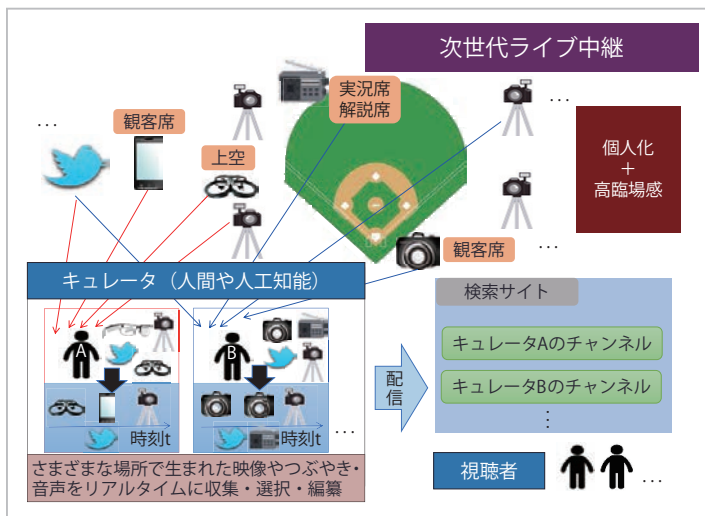 次世代ライブ中継
…
観客席
上空
実況席
解説席
…
個人化
＋
高臨場感
観客席
…
キュレータ（人間や人工知能）
A
B
時刻t
時刻t
…
さまざまな場所で生まれた映像やつぶやき・
音声をリアルタイムに収集・選択・編纂
配信
検索サイト
キュレータAのチャンネル
キュレータBのチャンネル
⋮
視聴者
…